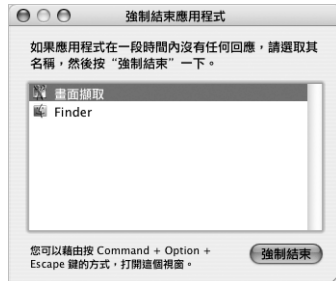 強制結束應用程式
如果應用程式在一段時間內沒有任何回應，請選取其
名稱，然後按“強制結束”一下。
畫面擷取
Finder
您可以藉由按 Command + Option +
Escape 鍵的方式，打開這個視窗。
強制結束